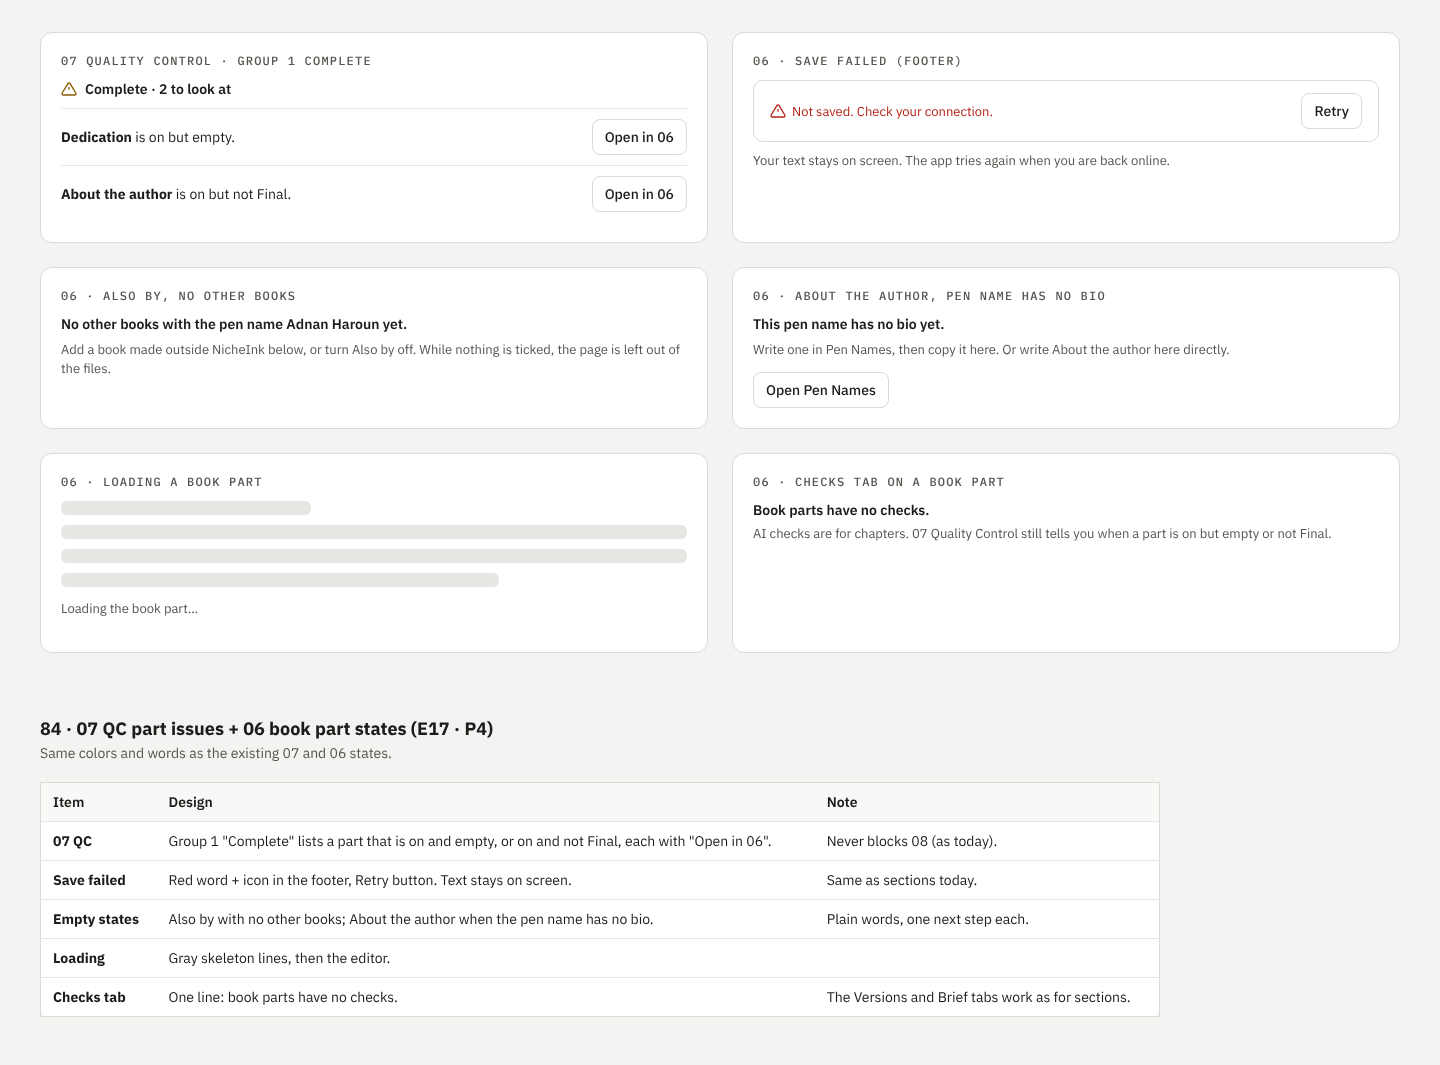 07 QUALITY CONTROL · GROUP 1 COMPLETE
Complete · 2 to look at
Dedication is on but empty.
Open in 06
About the author is on but not Final.
Open in 06
06 · SAVE FAILED (FOOTER)
Not saved. Check your connection.
Retry
Your text stays on screen. The app tries again when you are back online.
06 · ALSO BY, NO OTHER BOOKS
No other books with the pen name Adnan Haroun yet.
Add a book made outside NicheInk below, or turn Also by off. While nothing is ticked, the page is left out of
the files.
06 · ABOUT THE AUTHOR, PEN NAME HAS NO BIO
This pen name has no bio yet.
Write one in Pen Names, then copy it here. Or write About the author here directly.
Open Pen Names
06 · LOADING A BOOK PART
Loading the book part...
06 · CHECKS TAB ON A BOOK PART
Book parts have no checks.
AI checks are for chapters. 07 Quality Control still tells you when a part is on but empty or not Final.
84 · 07 QC part issues + 06 book part states (E17 · P4)
Same colors and words as the existing 07 and 06 states.
Item Design Note
07 QC Group 1 "Complete" lists a part that is on and empty, or on and not Final, each with "Open in 06". Never blocks 08 (as today).
Save failed Red word + icon in the footer, Retry button. Text stays on screen. Same as sections today.
Empty states Also by with no other books; About the author when the pen name has no bio. Plain words, one next step each.
Loading Gray skeleton lines, then the editor.
Checks tab One line: book parts have no checks. The Versions and Brief tabs work as for sections.